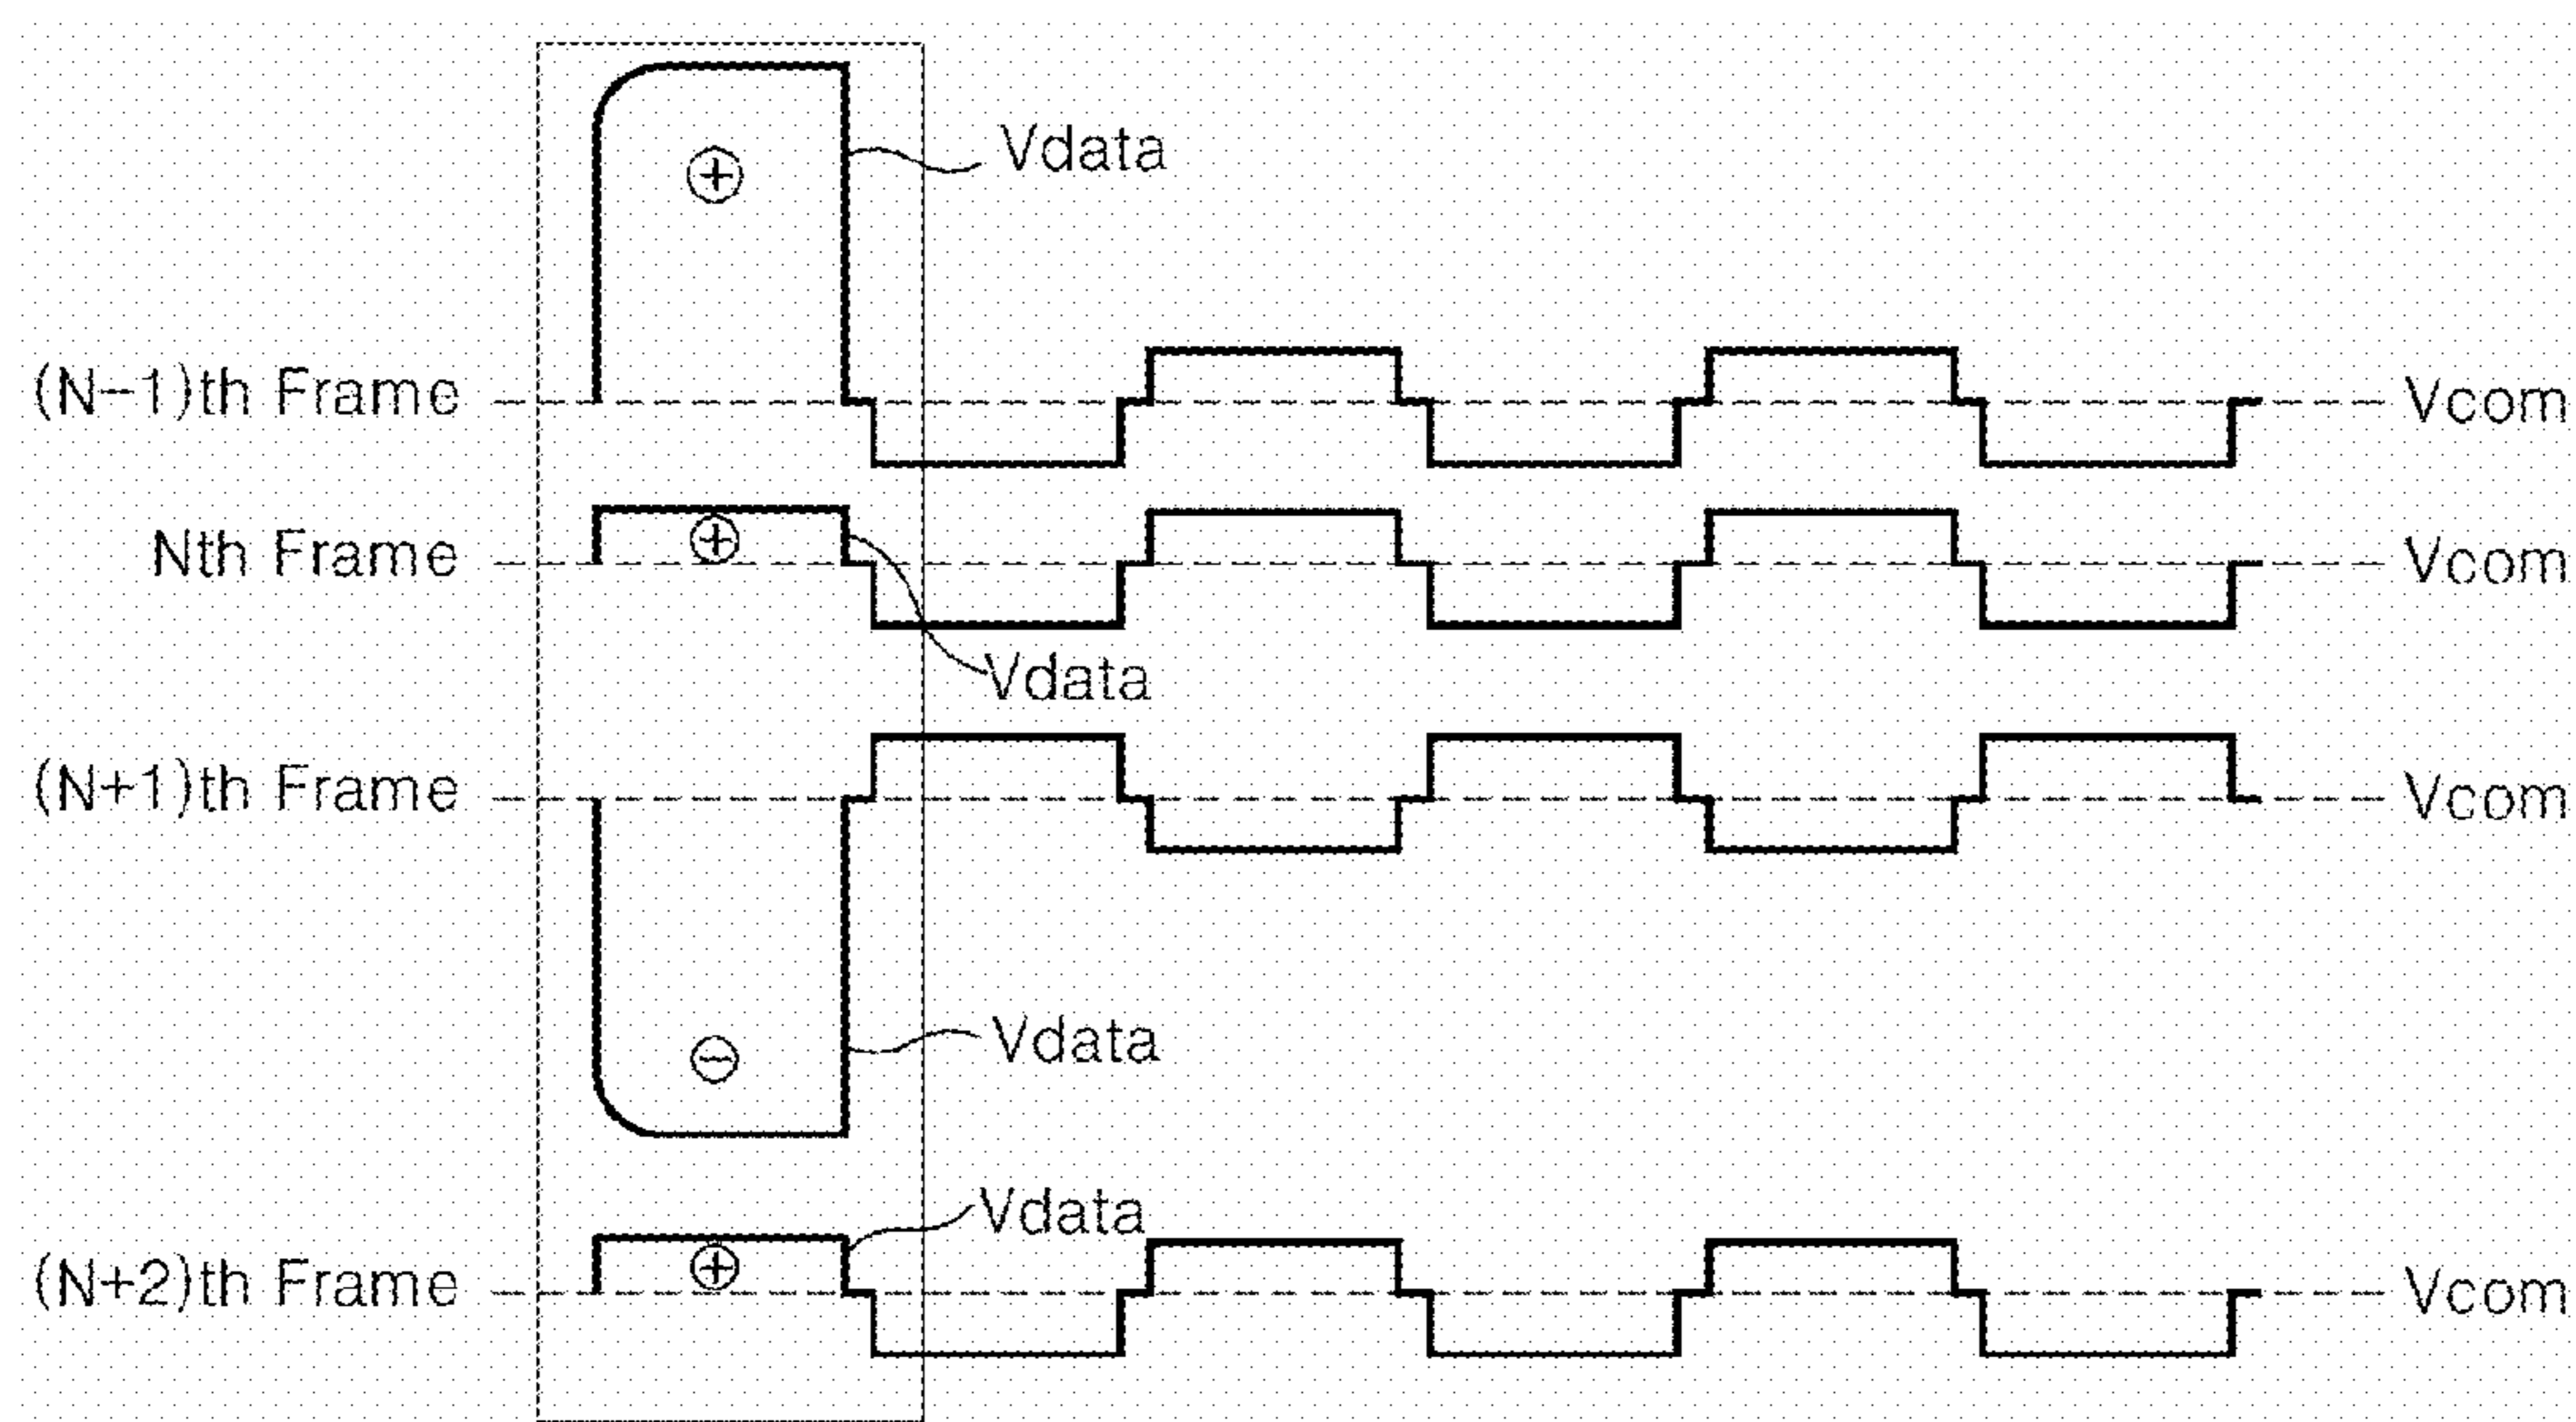 Vdata
(N-1)th Frame
Vcom
Nth Frame
Vcom
Vdata
(N+1)th Frame
Vcom
Vdata
Vdata
(N+2)th Frame
Vcom